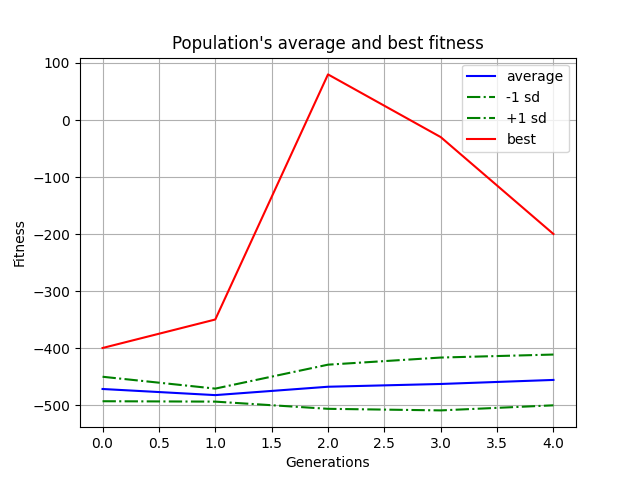 Population's average and best fitness
100
0
−100
−200
−300
−400
−500
Fitness
average
-1 sd
+1 sd
best
0.0 0.5 1.0 1.5 2.0 2.5 3.0 3.5 4.0
Generations